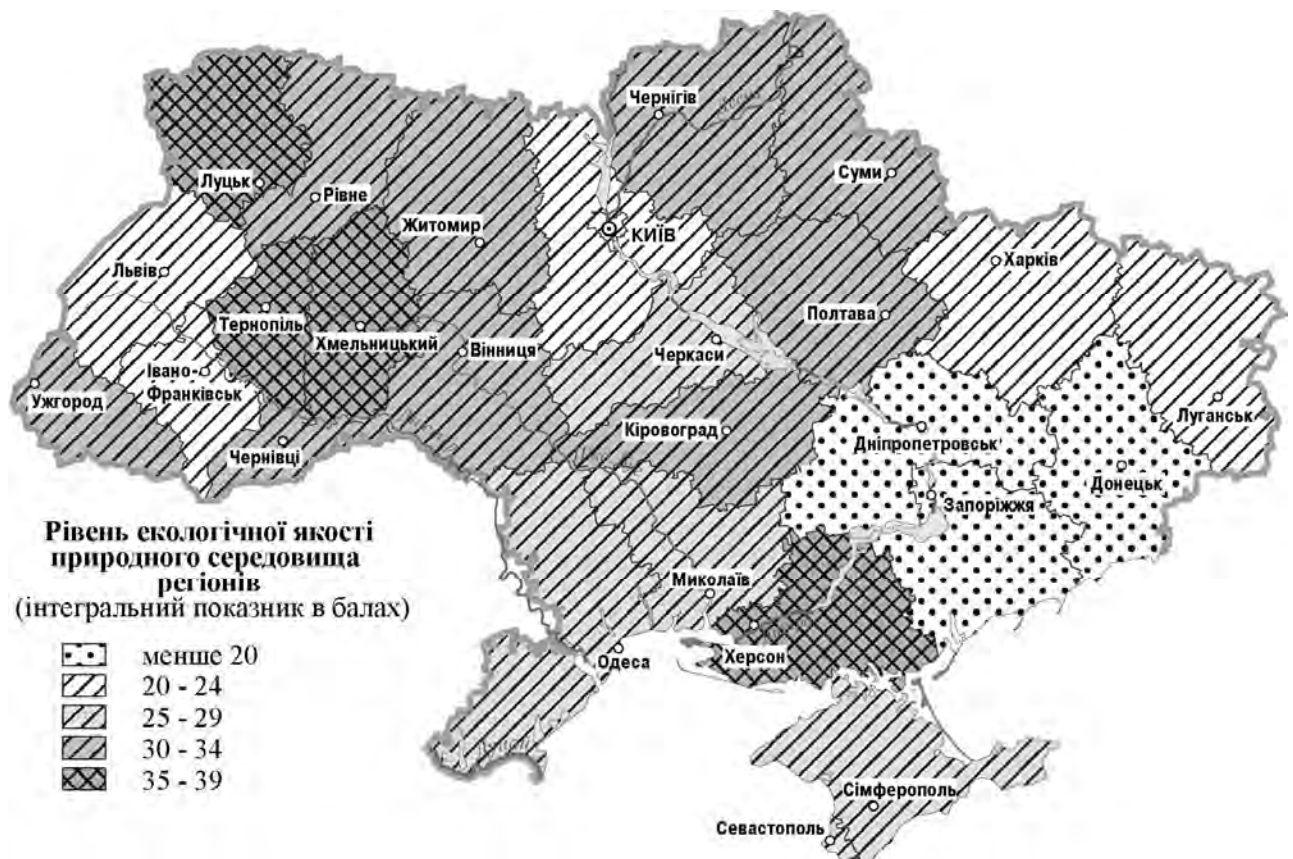 Чернігів
Десна
Суми
Луцьк
Рівне
Житомир
КИЇВ
Харків
Львів
Тернопіль
Хмельницький
Вінниця
Полтава
Черкаси
Івано-
Франківськ
Ужгород
Чернівці
Кіровоград
Луганськ
Дніпропетровськ
Донецьк
Запоріжжя
Миколаїв
Одеса
Херсон
Сімферополь
Севастополь
Рівень екологічної якості
природного середовища
регіонів
(інтегральний показник в балах)
менше 20
20 - 24
25 - 29
30 - 34
35 - 39